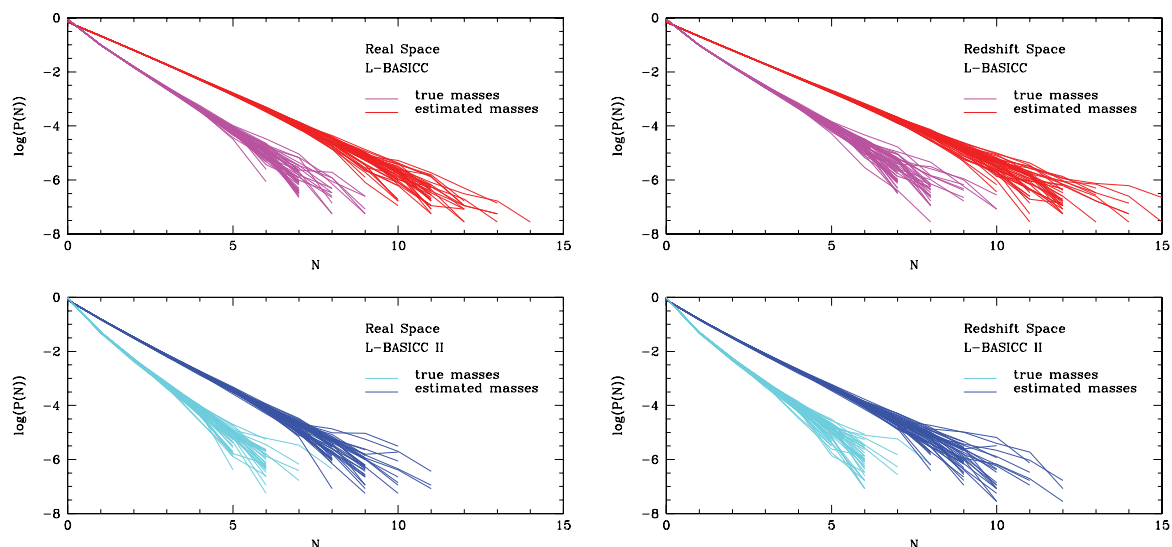 0
-2
-4
-6
-8
log(P(N))
0
5
10
15
N
Real Space
L-BASICC
true masses
estimated masses
0
-2
-4
-6
-8
log(P(N))
0
5
10
15
N
Redshift Space
L-BASICC
true masses
estimated masses
0
-2
-4
-6
-8
log(P(N))
0
5
10
15
N
Real Space
L-BASICC II
true masses
estimated masses
0
-2
-4
-6
-8
log(P(N))
0
5
10
15
N
Redshift Space
L-BASICC II
true masses
estimated masses